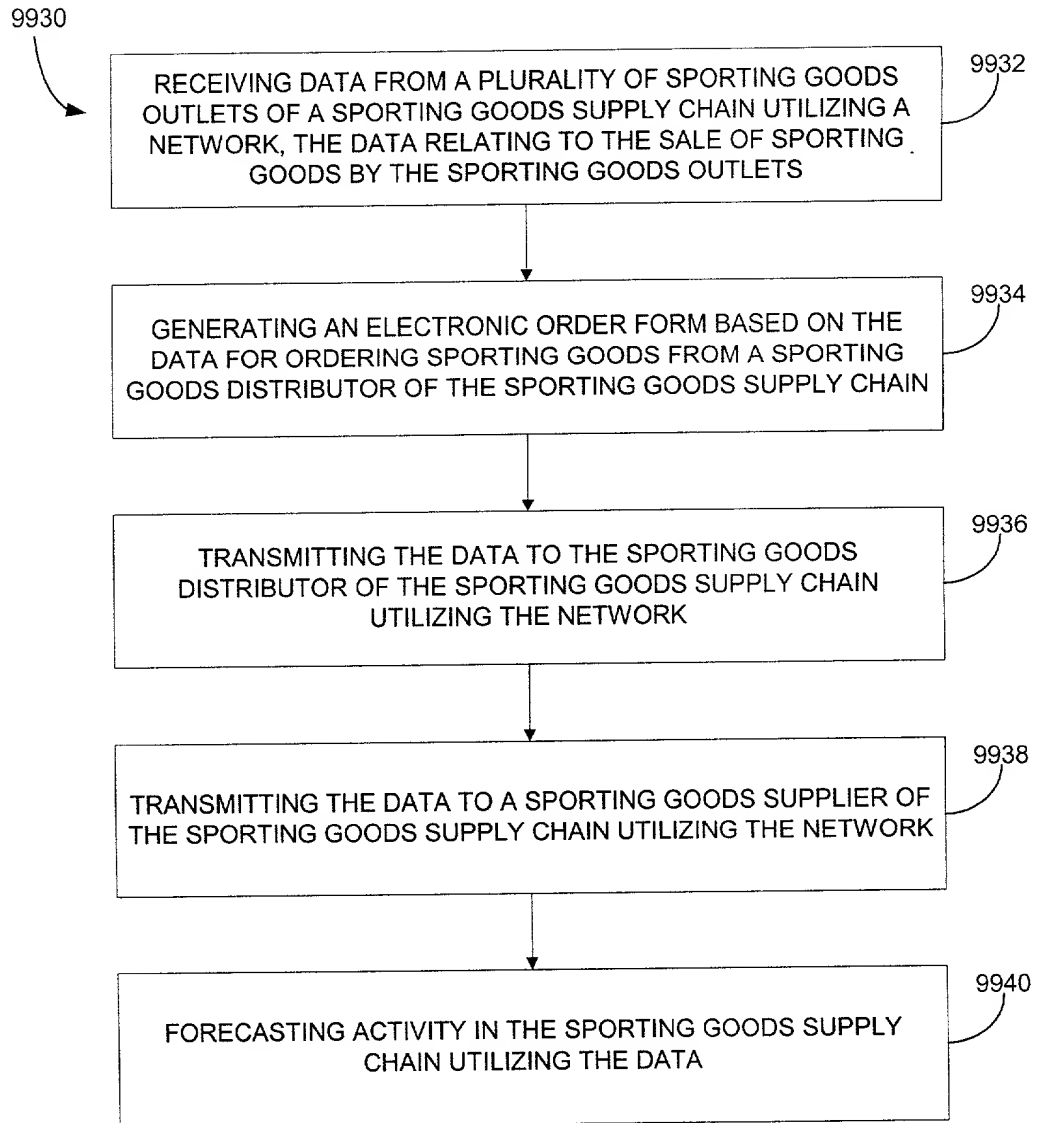 9930
9932
RECEIVING DATA FROM A PLURALITY OF SPORTING GOODS
OUTLETS OF A SPORTING GOODS SUPPLY CHAIN UTILIZING A
NETWORK, THE DATA RELATING TO THE SALE OF SPORTING
GOODS BY THE SPORTING GOODS OUTLETS
9934
GENERATING AN ELECTRONIC ORDER FORM BASED ON THE
DATA FOR ORDERING SPORTING GOODS FROM A SPORTING
GOODS DISTRIBUTOR OF THE SPORTING GOODS SUPPLY CHAIN
9936
TRANSMITTING THE DATA TO THE SPORTING GOODS
DISTRIBUTOR OF THE SPORTING GOODS SUPPLY CHAIN
UTILIZING THE NETWORK
9938
TRANSMITTING THE DATA TO A SPORTING GOODS SUPPLIER OF
THE SPORTING GOODS SUPPLY CHAIN UTILIZING THE NETWORK
9940
FORECASTING ACTIVITY IN THE SPORTING GOODS SUPPLY
CHAIN UTILIZING THE DATA